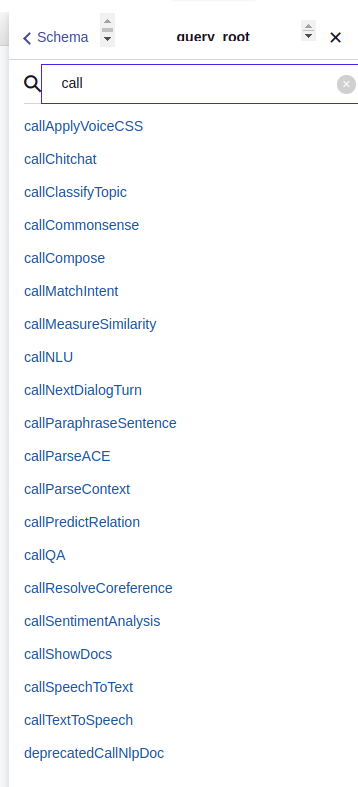 Schema
query_root
call
callApplyVoiceCSS
callChitchat
callClassifyTopic
callCommonsense
callCompose
callMatchIntent
callMeasureSimilarity
callNLU
callNextDialogTurn
callParaphraseSentence
callParseACE
callParseContext
callPredictRelation
callQA
callResolveCoreference
callSentimentAnalysis
callShowDocs
callSpeechToText
callTextToSpeech
deprecatedCallNlpDoc